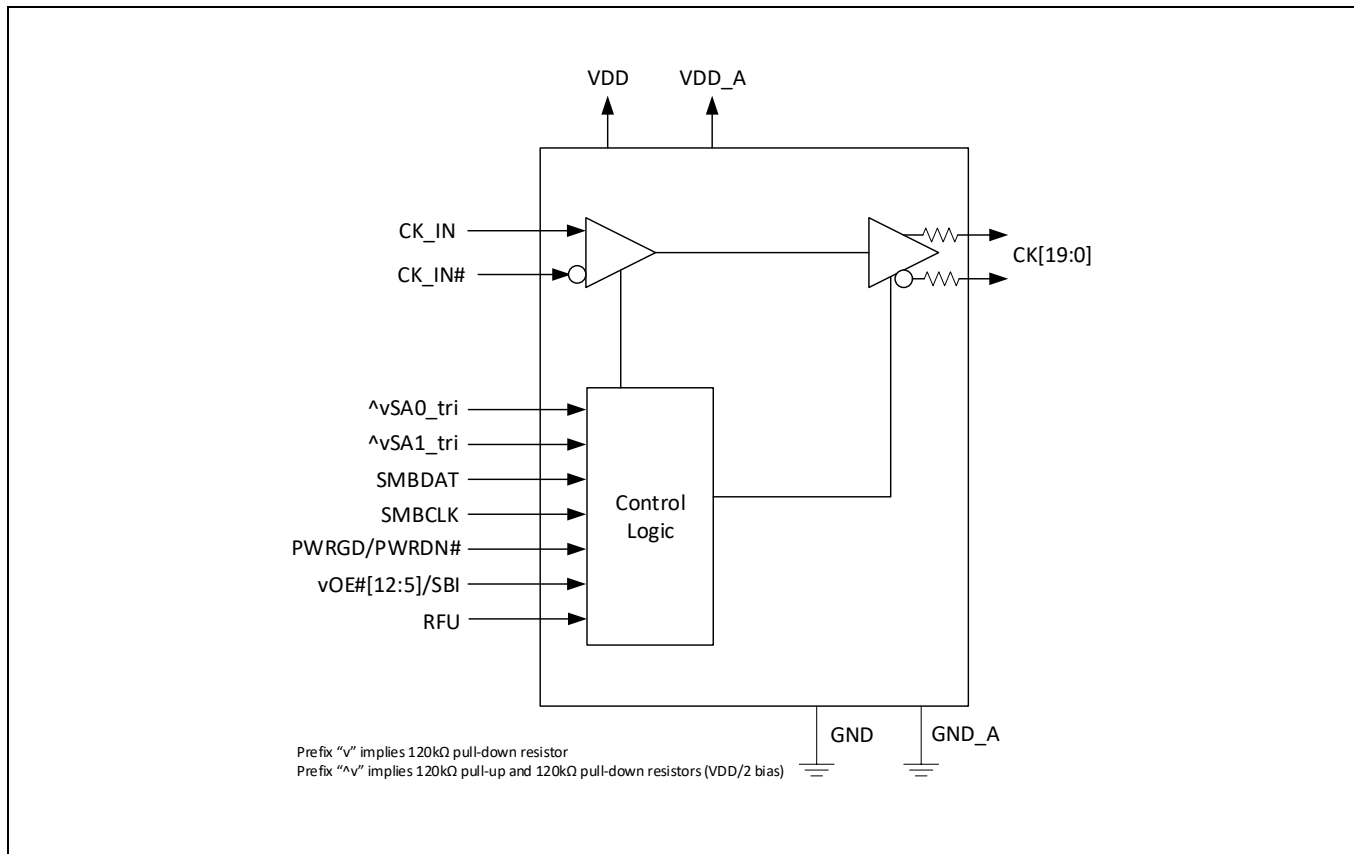 VDD
VDD_A
CK_IN
CK_IN#
CK[19:0]
^vSA0_tri
^vSA1_tri
SMBDAT
SMBCLK
PWRGD/PWRDN#
vOE#[12:5]/SBI
RFU
Control
Logic
GND
GND_A
Prefix “v” implies 120kΩ pull-down resistor
Prefix “^v” implies 120kΩ pull-up and 120kΩ pull-down resistors (VDD/2 bias)